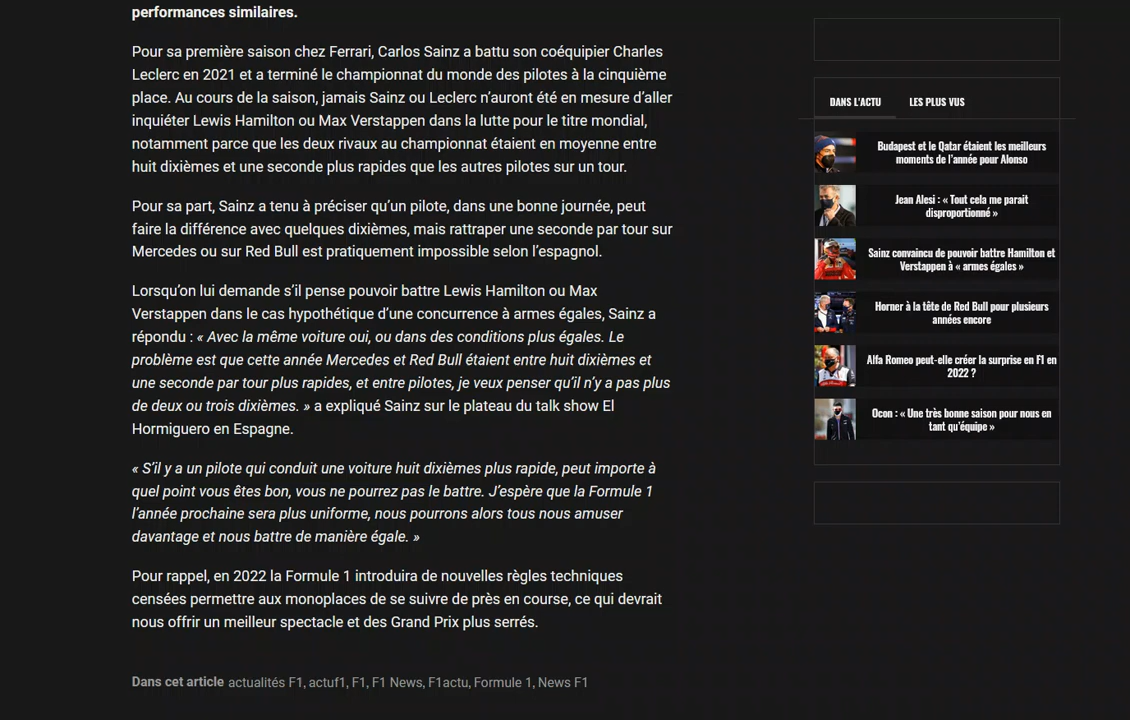 performances similaires.
Pour sa première saison chez Ferrari, Carlos Sainz a battu son coéquipier Charles
Leclerc en 2021 et a terminé le championnat du monde des pilotes à la cinquième
place. Au cours de la saison, jamais Sainz ou Leclerc n’auront été en mesure d’aller
inquiéter Lewis Hamilton ou Max Verstappen dans la lutte pour le titre mondial,
notamment parce que les deux rivaux au championnat étaient en moyenne entre
huit dixièmes et une seconde plus rapides que les autres pilotes sur un tour.
Pour sa part, Sainz a tenu à préciser qu’un pilote, dans une bonne journée, peut
faire la différence avec quelques dixièmes, mais rattraper une seconde par tour sur
Mercedes ou sur Red Bull est pratiquement impossible selon l’espagnol.
Lorsqu’on lui demande s’il pense pouvoir battre Lewis Hamilton ou Max
Verstappen dans le cas hypothétique d’une concurrence à armes égales, Sainz a
répondu : « Avec la même voiture oui, ou dans des conditions plus égales. Le
problème est que cette année Mercedes et Red Bull étaient entre huit dixièmes et
une seconde par tour plus rapides, et entre pilotes, je veux penser qu’il n’y a pas plus
de deux ou trois dixièmes. » a expliqué Sainz sur le plateau du talk show El
Hormiguero en Espagne.
« S’il y a un pilote qui conduit une voiture huit dixièmes plus rapide, peut importe à
quel point vous êtes bon, vous ne pourrez pas le battre. J’espère que la Formule 1
l’année prochaine sera plus uniforme, nous pourrons alors tous nous amuser
davantage et nous battre de manière égale. »
Pour rappel, en 2022 la Formule 1 introduira de nouvelles règles techniques
censées permettre aux monoplaces de se suivre de près en course, ce qui devrait
nous offrir un meilleur spectacle et des Grand Prix plus serrés.
Dans cet article actualités F1, actuf1, F1, F1 News, F1actu, Formule 1, News F1
DANS L'ACTU LES PLUS VUS
Budapest et le Qatar étaient les meilleurs
moments de l’année pour Alonso
Jean Alesi : « Tout cela me parait
disproportionné »
Sainz convaincu de pouvoir battre Hamilton et
Verstappen à « armes égales »
Horner à la tête de Red Bull pour plusieurs
années encore
Alfa Romeo peut-elle créer la surprise en F1 en
2022 ?
Ocon : « Une très bonne saison pour nous en
tant qu’équipe »